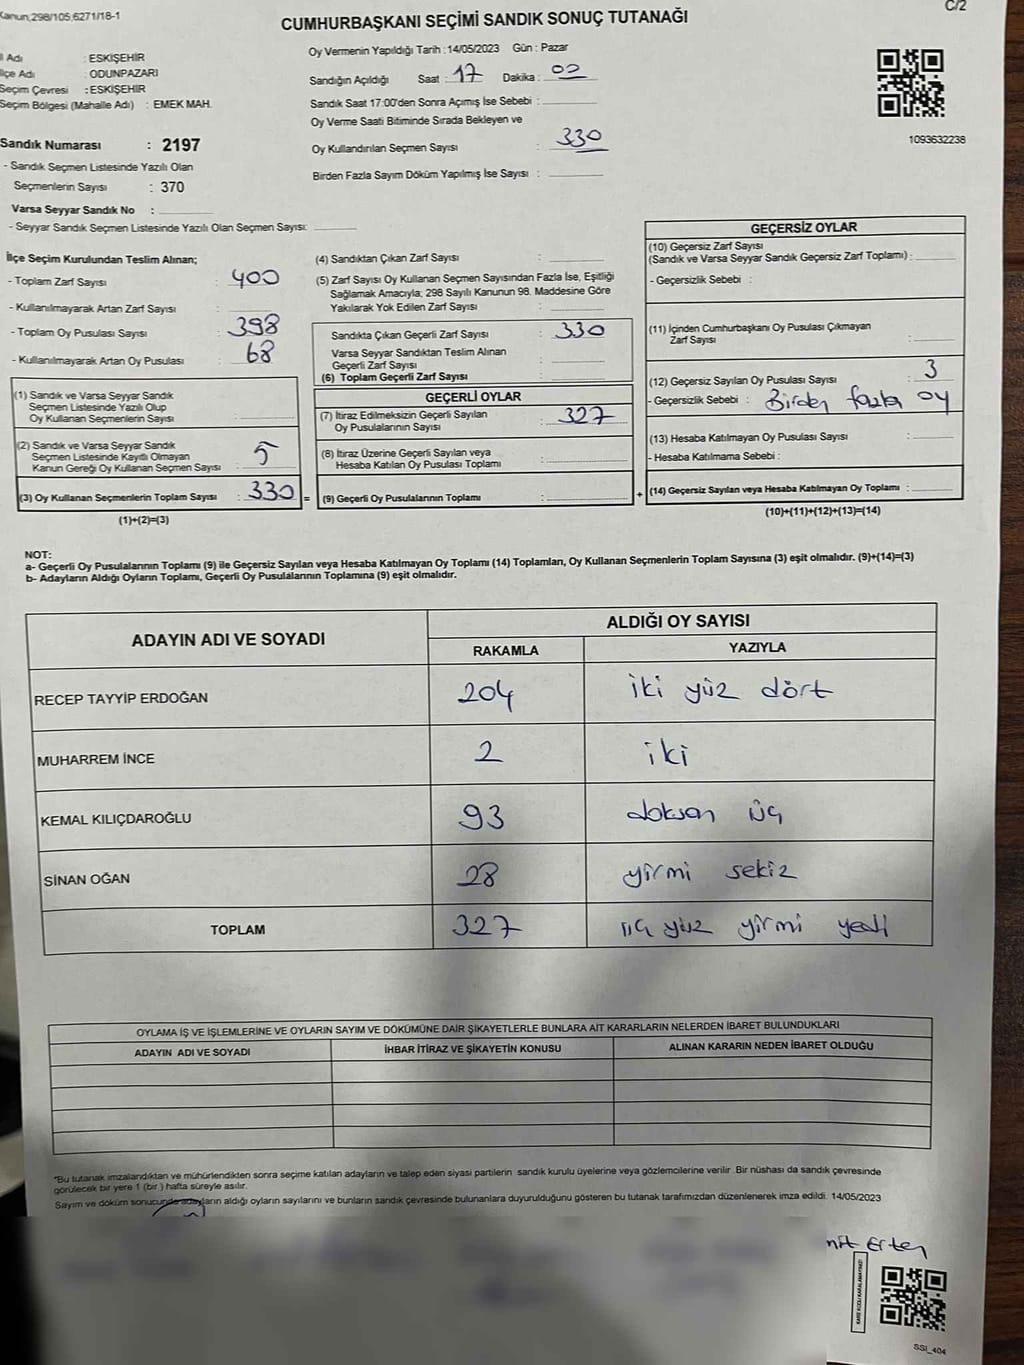 Kanun;298/105;6271/18-1
C/2
CUMHURBAŞKANI SEÇİMİ SANDIK SONUÇ TUTANAĞI
İl Adı : ESKİŞEHİR
İlçe Adı : ODUNPAZARI
Seçim Çevresi : ESKİŞEHİR
Seçim Bölgesi (Mahalle Adı) : EMEK MAH.
Sandık Numarası : 2197
- Sandık Seçmen Listesinde Yazılı Olan
Seçmenlerin Sayısı : 370
Varsa Seyyar Sandık No :
- Seyyar Sandık Seçmen Listesinde Yazılı Olan Seçmen Sayısı:
Oy Vermenin Yapıldığı Tarih : 14/05/2023 Gün : Pazar
Sandığın Açıldığı Saat : 17 Dakika : 00
Sandık Saat 17:00'den Sonra Açımış İse Sebebi :
Oy Verme Saati Bitiminde Sırada Bekleyen ve
Oy Kullandırılan Seçmen Sayısı : 330
Birden Fazla Sayım Döküm Yapılmış İse Sayısı :
1093632238
İlçe Seçim Kurulundan Teslim Alınan;
- Toplam Zarf Sayısı : 400
- Kullanılmayarak Artan Zarf Sayısı :
- Toplam Oy Pusulası Sayısı : 398
- Kullanılmayarak Artan Oy Pusulası : 68
(1) Sandık ve Varsa Seyyar Sandık
Seçmen Listesinde Yazılı Olup
Oy Kullanan Seçmenlerin Sayısı :
(2) Sandık ve Varsa Seyyar Sandık
Seçmen Listesinde Kayıtlı Olmayan
Kanun Gereği Oy Kullanan Seçmen Sayısı : 5
(3) Oy Kullanan Seçmenlerin Toplam Sayısı : 330 =
(1)+(2)=(3)
(4) Sandıktan Çıkan Zarf Sayısı :
(5) Zarf Sayısı Oy Kullanan Seçmen Sayısından Fazla İse, Eşitliği
Sağlamak Amacıyla; 298 Sayılı Kanunun 98. Maddesine Göre
Yakılarak Yok Edilen Zarf Sayısı :
Sandıkta Çıkan Geçerli Zarf Sayısı : 330
Varsa Seyyar Sandıktan Teslim Alınan
Geçerli Zarf Sayısı :
(6) Toplam Geçerli Zarf Sayısı :
GEÇERLİ OYLAR
(7) İtiraz Edilmeksizin Geçerli Sayılan
Oy Pusulalarının Sayısı : 327
(8) İtiraz Üzerine Geçerli Sayılan veya
Hesaba Katılan Oy Pusulası Toplamı :
(9) Geçerli Oy Pusulalarının Toplamı : +
GEÇERSİZ OYLAR
(10) Geçersiz Zarf Sayısı
(Sandık ve Varsa Seyyar Sandık Geçersiz Zarf Toplamı) :
- Geçersizlik Sebebi :
(11) İçinden Cumhurbaşkanı Oy Pusulası Çıkmayan
Zarf Sayısı :
(12) Geçersiz Sayılan Oy Pusulası Sayısı : 3
- Geçersizlik Sebebi : Birden fazla oy
(13) Hesaba Katılmayan Oy Pusulası Sayısı :
- Hesaba Katılmama Sebebi :
(14) Geçersiz Sayılan veya Hesaba Katılmayan Oy Toplamı :
(10)+(11)+(12)+(13)=(14)
NOT:
a- Geçerli Oy Pusulalarının Toplamı (9) ile Geçersiz Sayılan veya Hesaba Katılmayan Oy Toplamı (14) Toplamları, Oy Kullanan Seçmenlerin Toplam Sayısına (3) eşit olmalıdır. (9)+(14)=(3)
b- Adayların Aldığı Oyların Toplamı, Geçerli Oy Pusulalarının Toplamına (9) eşit olmalıdır.
ADAYIN ADI VE SOYADI
ALDIĞI OY SAYISI
RAKAMLA YAZIYLA
RECEP TAYYİP ERDOĞAN 204 iki yüz dört
MUHARREM İNCE 2 iki
KEMAL KILIÇDAROĞLU 93 doksan üç
SİNAN OĞAN 28 yirmi sekiz
TOPLAM 327 üç yüz yirmi yedi
OYLAMA İŞ VE İŞLEMLERİNE VE OYLARIN SAYIM VE DÖKÜMÜNE DAİR ŞİKAYETLERLE BUNLARA AİT KARARLARIN NELERDEN İBARET BULUNDUKLARI
ADAYIN ADI VE SOYADI İHBAR İTİRAZ VE ŞİKAYETİN KONUSU ALINAN KARARIN NEDEN İBARET OLDUĞU
"Bu tutanak imzalandıktan ve mühürlendikten sonra seçime katılan adayların ve talep eden siyasi partilerin sandık kurulu üyelerine veya gözlemcilerine verilir .Bir nüshası da sandık çevresinde
görülecek bir yere 1 (bir ) hafta süreyle asılır.
Sayım ve döküm sonucunda adayların aldığı oyların sayılarını ve bunların sandık çevresinde bulunanlara duyurulduğunu gösteren bu tutanak tarafımızdan düzenlenerek imza edildi. 14/05/2023
Erten
KARE KODU KARALAMAYINIZ!
SSI_404